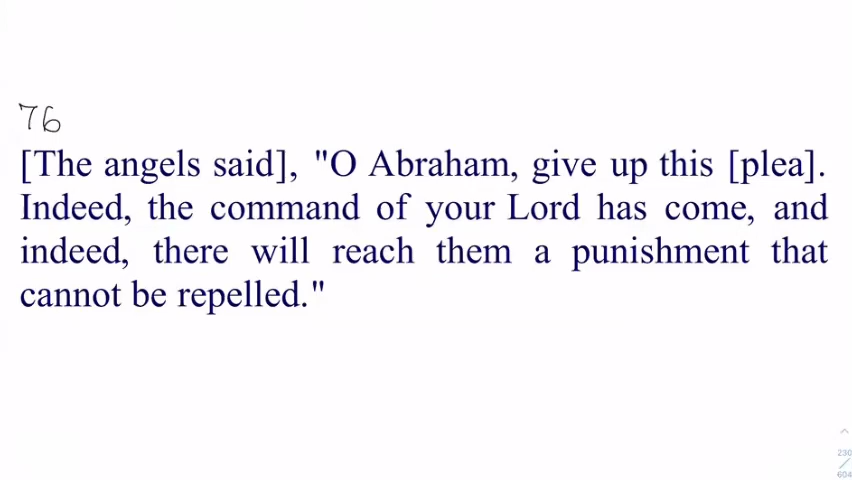 76
[The angels said], "O Abraham, give up this [plea].
Indeed, the command of your Lord has come, and
indeed, there will reach them a punishment that
cannot be repelled."
230
/
604